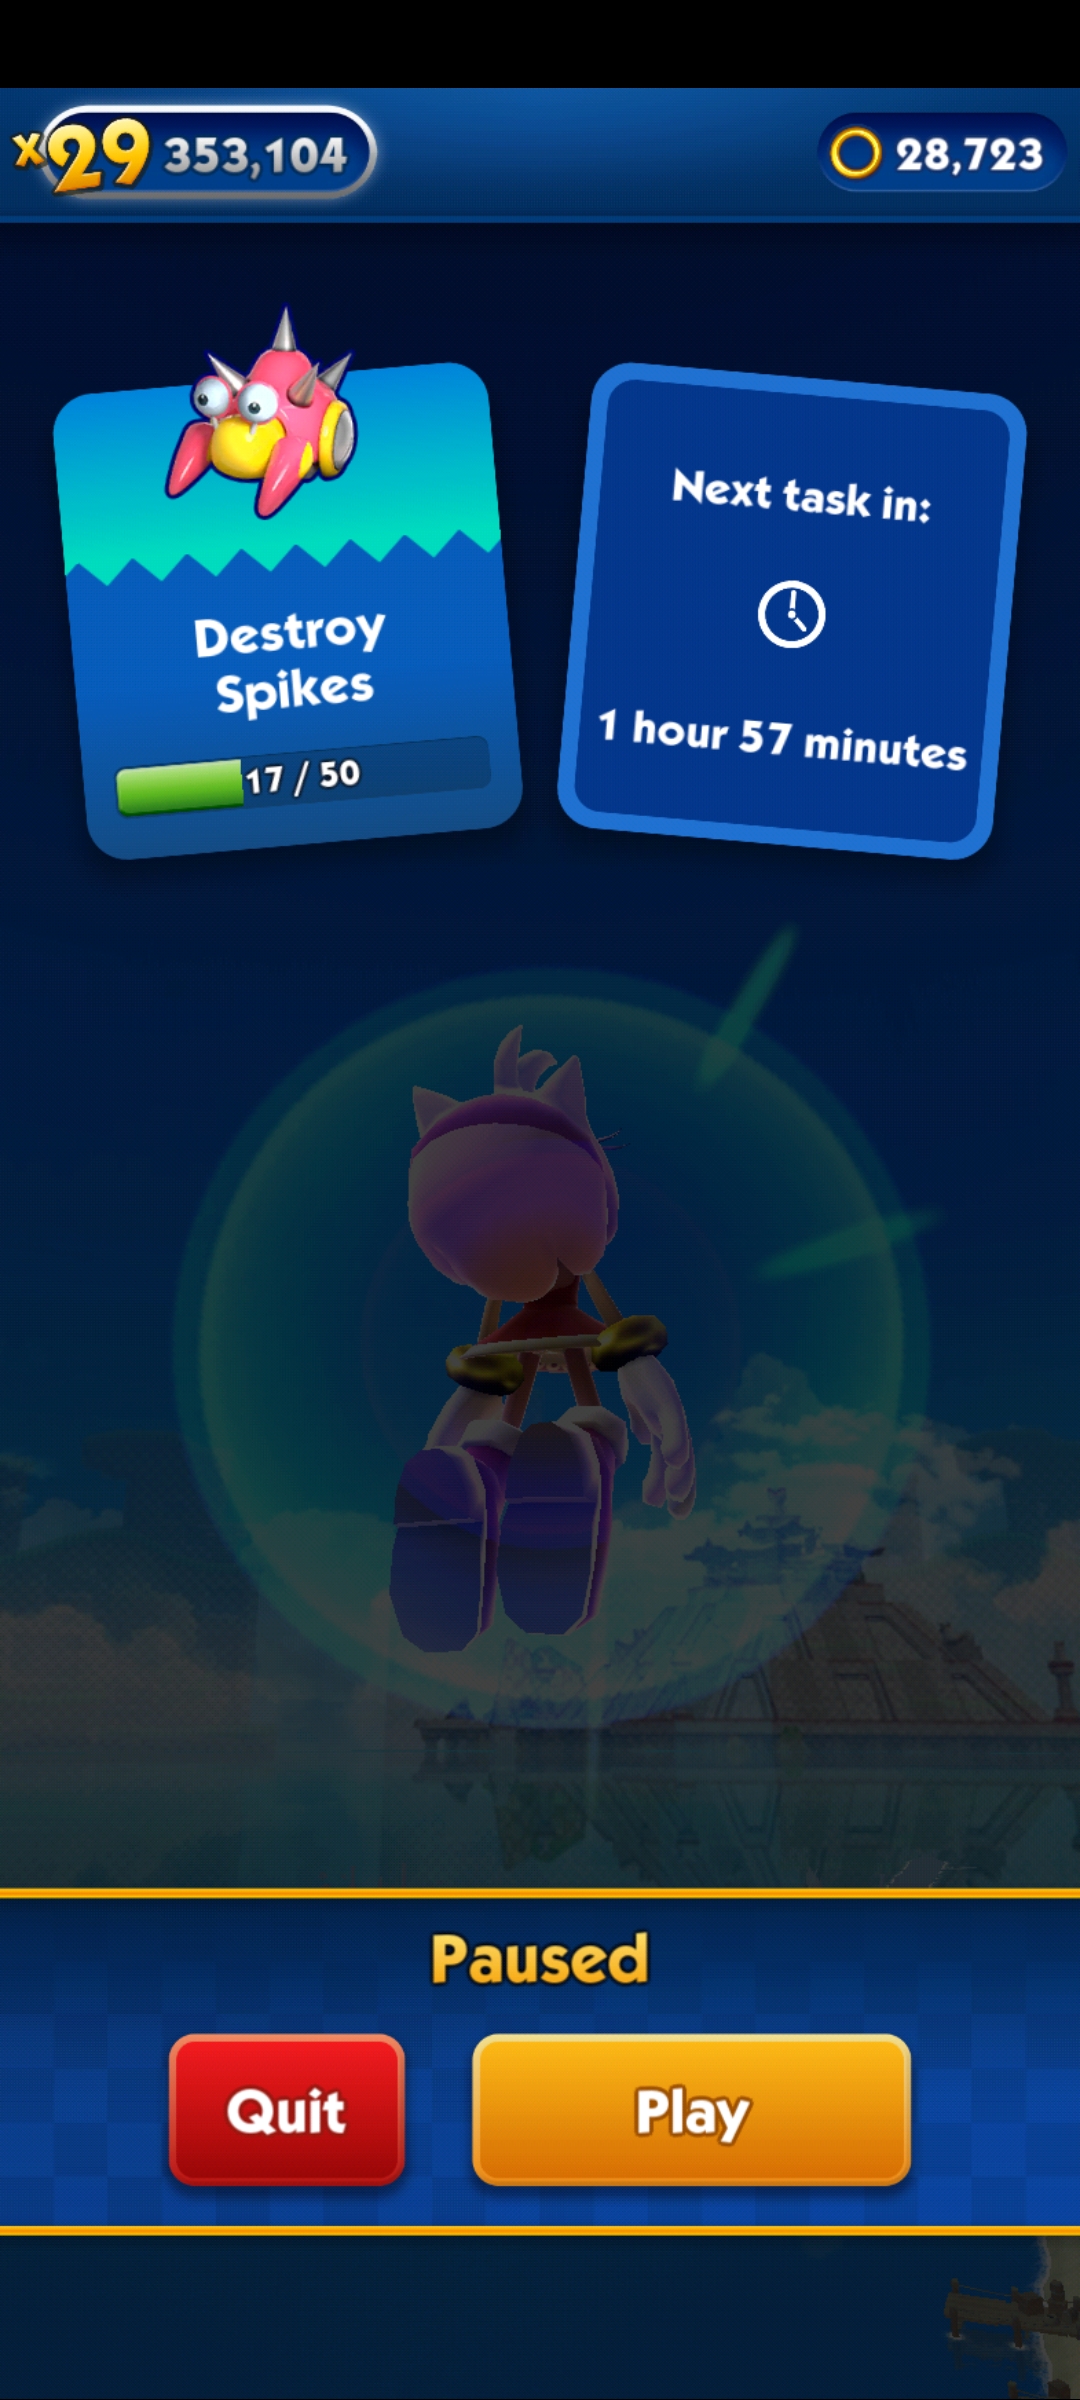 x29 353,104
28,723
Destroy
Spikes
17 / 50
Next task in:
1 hour 57 minutes
Paused
Quit
Play